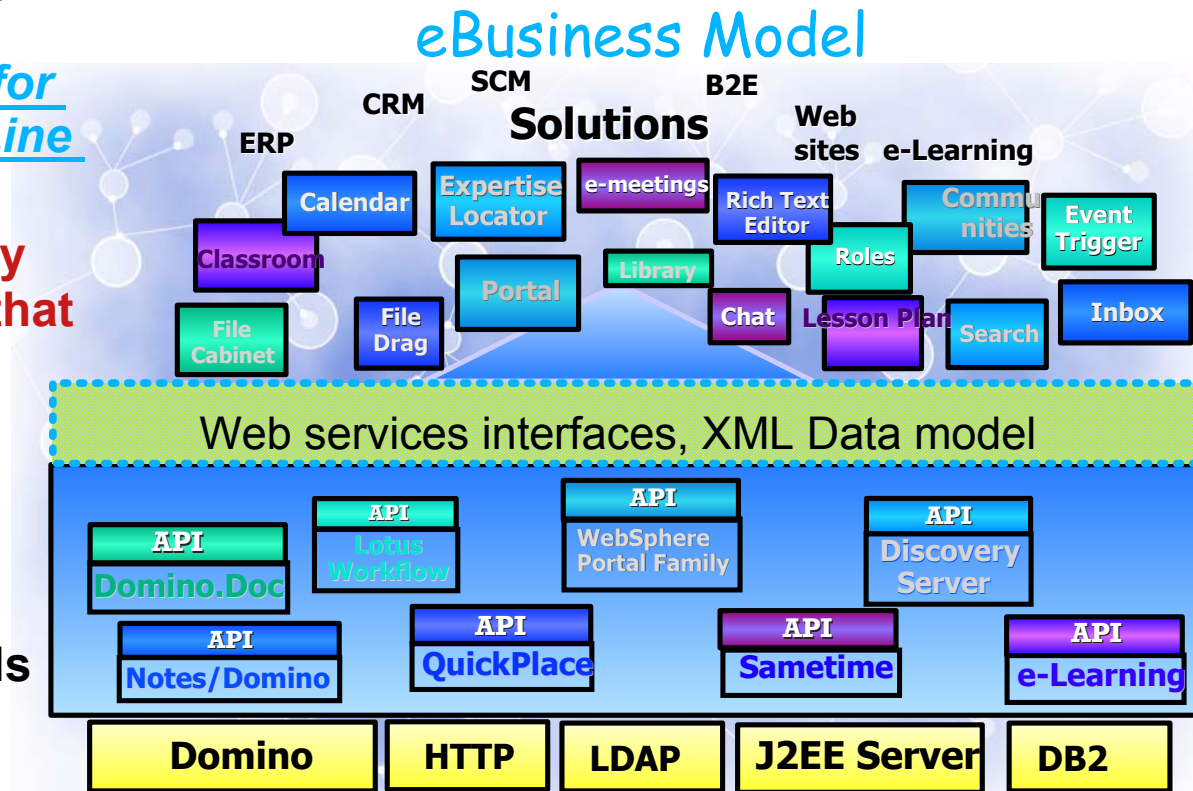 eBusiness Model
for
ine
y
that
ls
SCM
B2E
CRM
Solutions
Web
sites
e-Learning
ERP
Calendar
Expertise
Locator
e-meetings
Rich Text
Editor
Commu
nities
Event
Trigger
Classroom
Portal
Library
Roles
File
Cabinet
File
Drag
Chat
Lesson Plan
Search
Inbox
Web services interfaces, XML Data model
API
Domino.Doc
API
Lotus
Workflow
API
WebSphere
Portal Family
API
Discovery
Server
API
Notes/Domino
API
QuickPlace
API
Sametime
API
e-Learning
Domino
HTTP
LDAP
J2EE Server
DB2